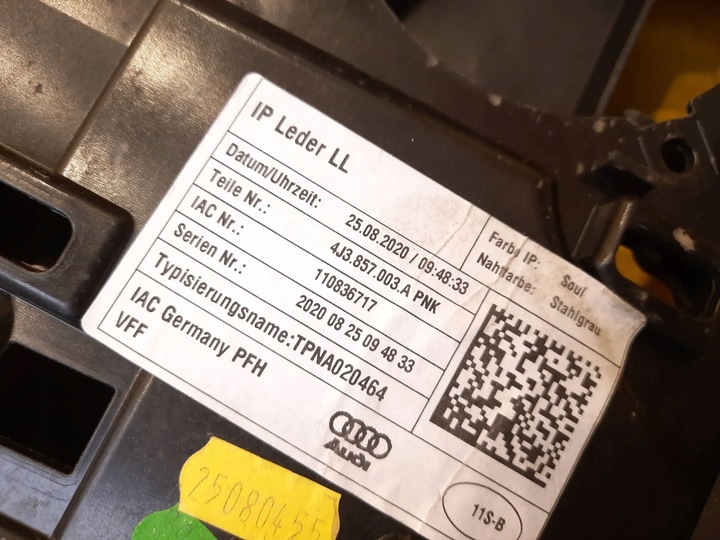 IP Leder LL
Datum/Uhrzeit: 25.08.2020 / 09:48:33
Teile Nr.: 4J3.857.003.A PNK
IAC Nr.: 110836717
Serien Nr.: 2020 08 25 09 48 33
Typisierungsname:TPNA020464
IAC Germany PFH
VFF
Farbe IP: Soul
Nahtfarbe: Stahlgrau
Audi
11S-B
25080455